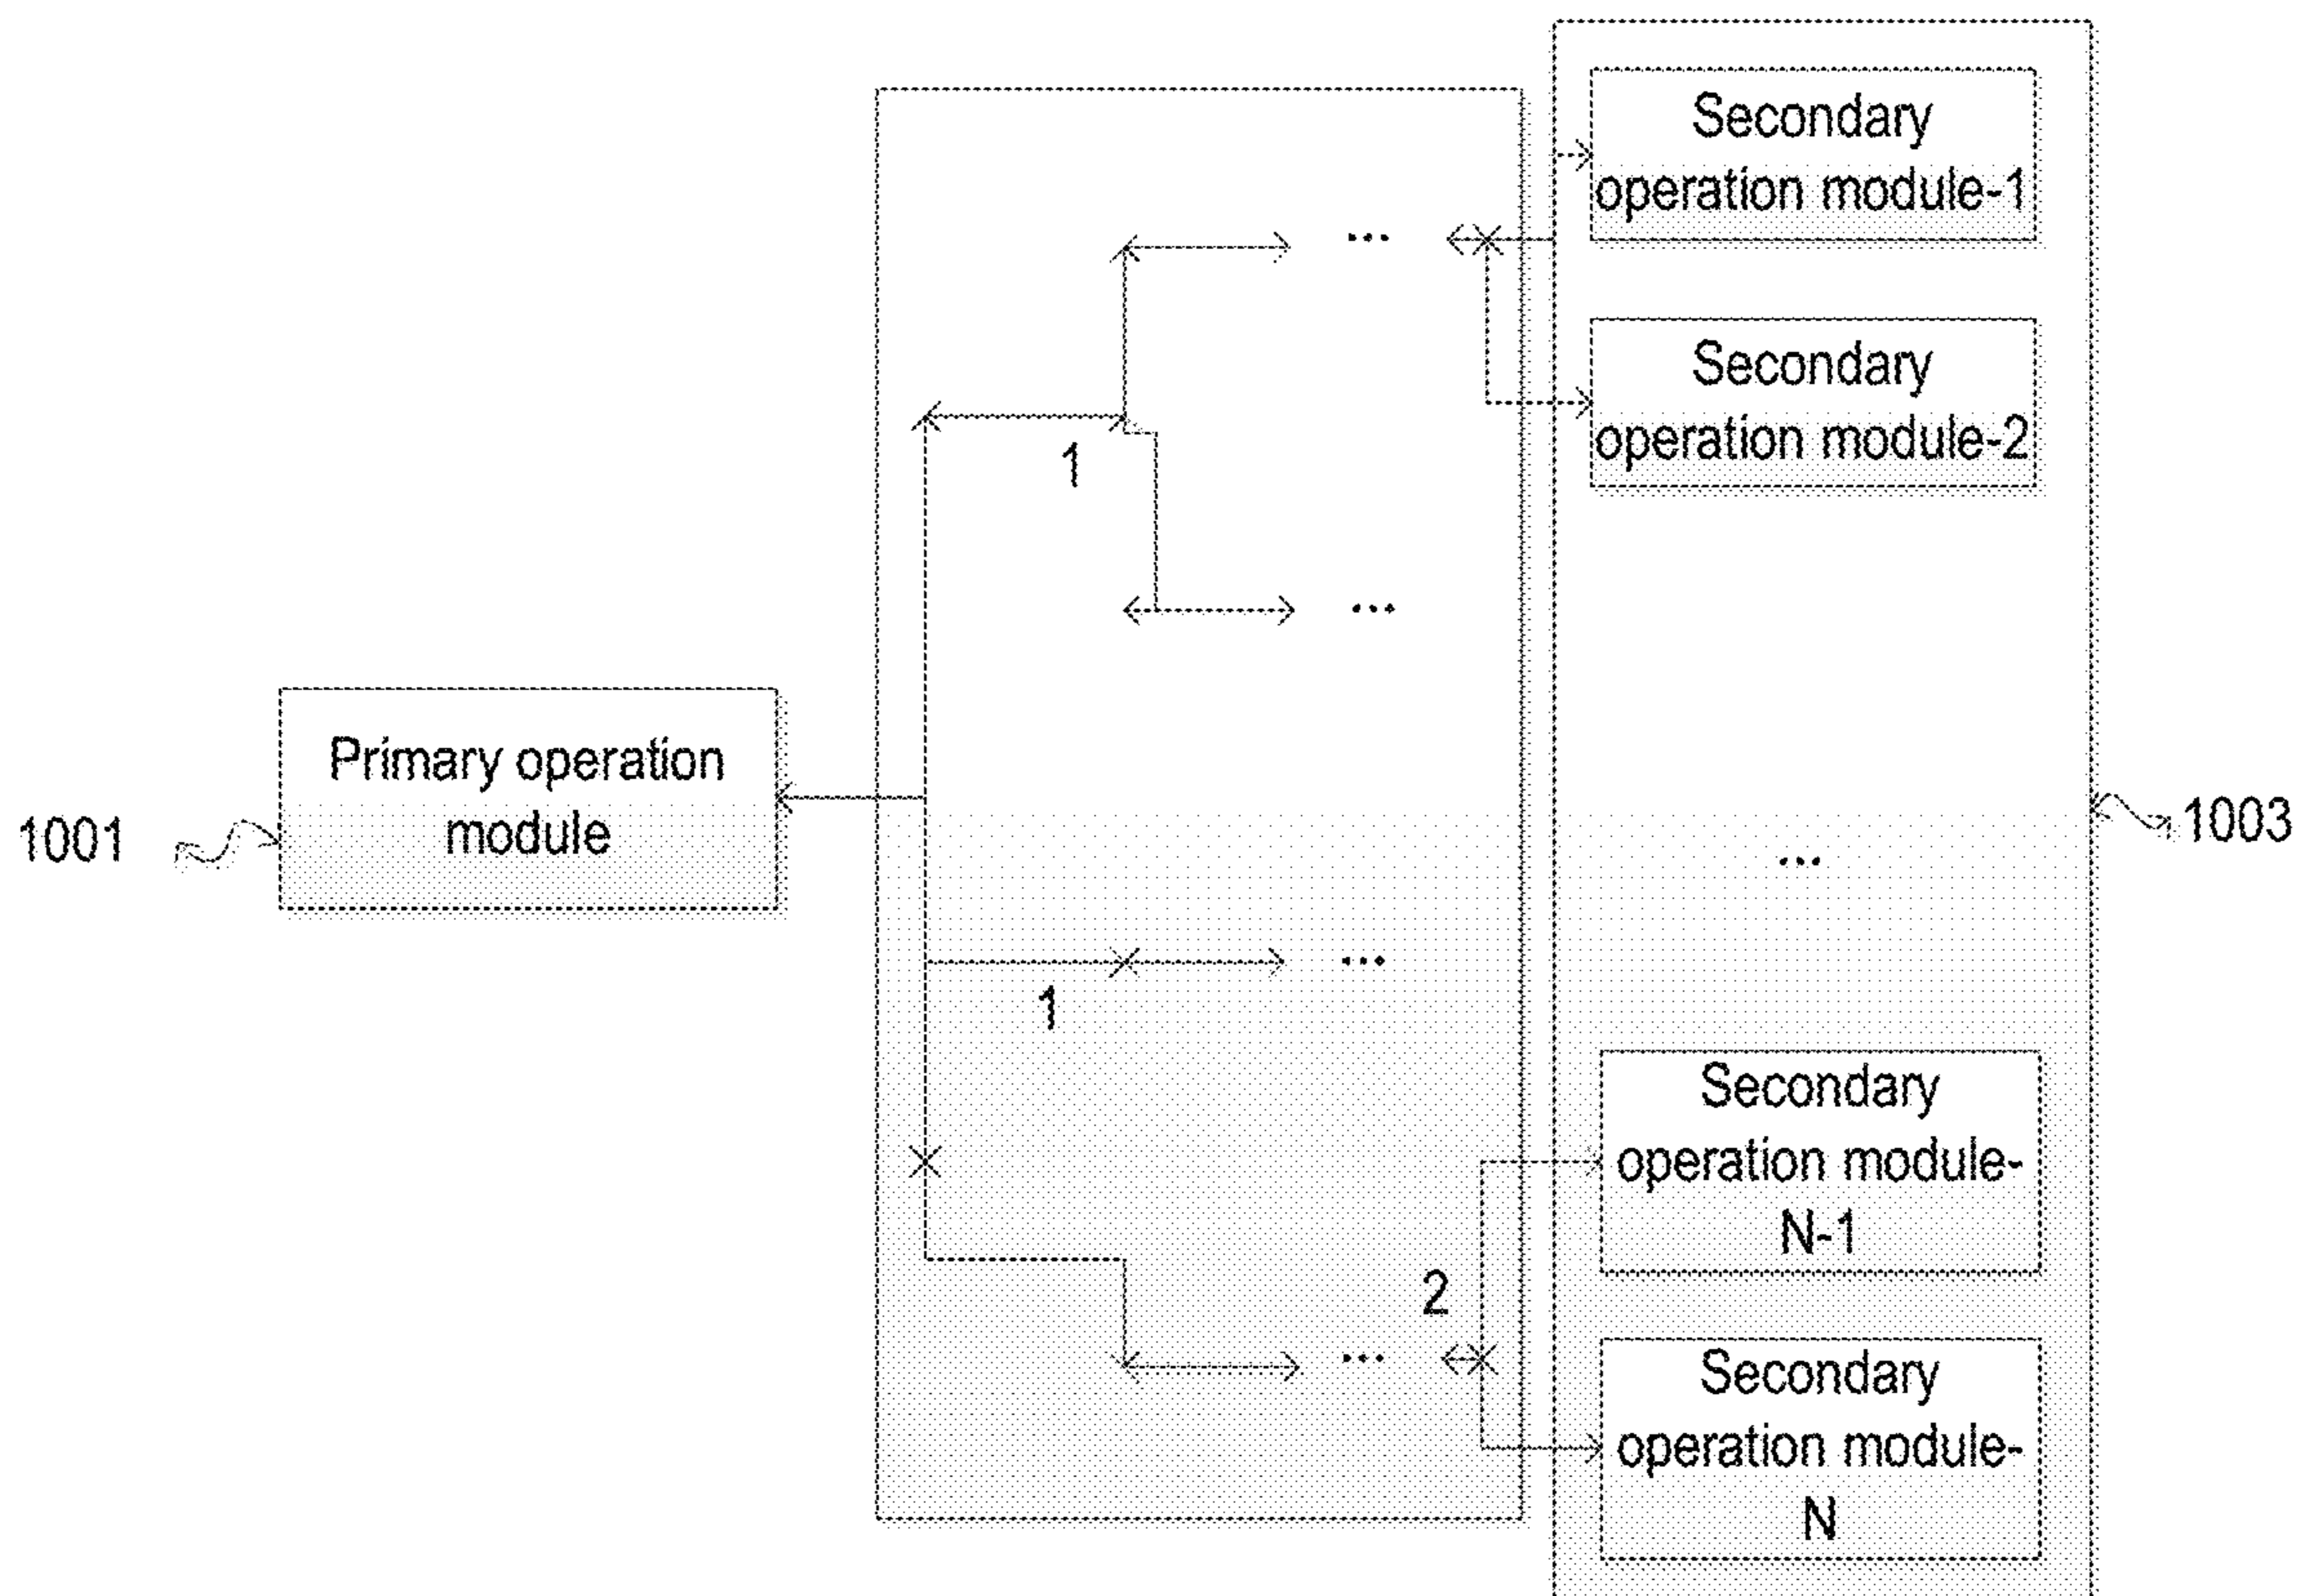 Secondary
operation module-1
...
Secondary
operation module-2
1
...
Primary operation
module
1001
1003
...
...
1
Secondary
operation module-
N-1
2
...
Secondary
operation module-
N